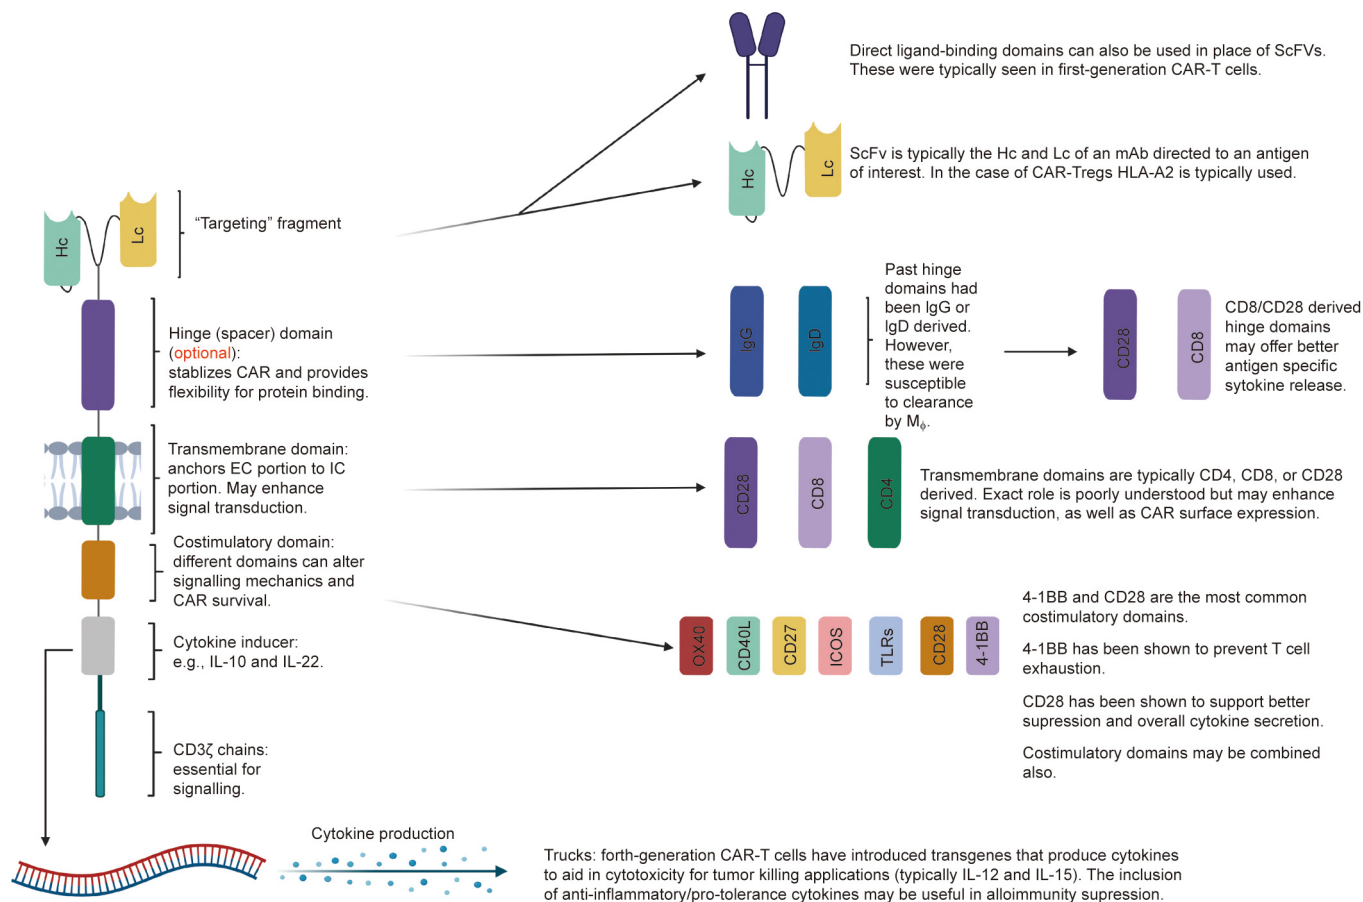 Direct ligand-binding domains can also be used in place of ScFVs.
These were typically seen in first-generation CAR-T cells.
Hc
Lc
ScFv is typically the Hc and Lc of an mAb directed to an antigen
of interest. In the case of CAR-Tregs HLA-A2 is typically used.
Hc
Lc
“Targeting” fragment
Hinge (spacer) domain
(optional):
stablizes CAR and provides
flexibility for protein binding.
IgG
IgD
Past hinge
domains had
been IgG or
IgD derived.
However,
these were
susceptible
to clearance
by Mϕ.
CD28
CD8
CD8/CD28 derived
hinge domains
may offer better
antigen specific
sytokine release.
Transmembrane domain:
anchors EC portion to IC
portion. May enhance
signal transduction.
CD28
CD8
CD4
Transmembrane domains are typically CD4, CD8, or CD28
derived. Exact role is poorly understood but may enhance
signal transduction, as well as CAR surface expression.
Costimulatory domain:
different domains can alter
signalling mechanics and
CAR survival.
OX40
CD40L
CD27
ICOS
TLRs
CD28
4-1BB
4-1BB and CD28 are the most common
costimulatory domains.
4-1BB has been shown to prevent T cell
exhaustion.
CD28 has been shown to support better
supression and overall cytokine secretion.
Costimulatory domains may be combined
also.
Cytokine inducer:
e.g., IL-10 and IL-22.
CD3ζ chains:
essential for
signalling.
Cytokine production
Trucks: forth-generation CAR-T cells have introduced transgenes that produce cytokines
to aid in cytotoxicity for tumor killing applications (typically IL-12 and IL-15). The inclusion
of anti-inflammatory/pro-tolerance cytokines may be useful in alloimmunity supression.